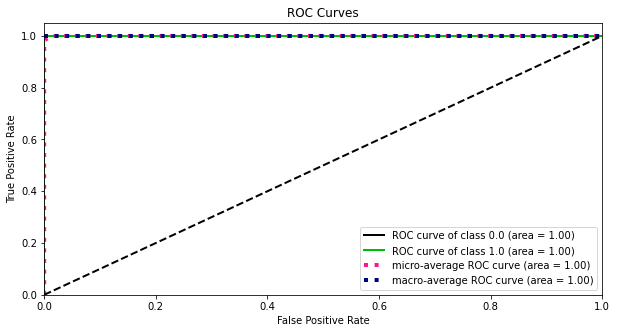 ROC Curves
True Positive Rate
1.0
0.8
0.6
0.4
0.2
0.0
ROC curve of class 0.0 (area = 1.00)
ROC curve of class 1.0 (area = 1.00)
micro-average ROC curve (area = 1.00)
macro-average ROC curve (area = 1.00)
0.0 0.2 0.4 0.6 0.8 1.0
False Positive Rate